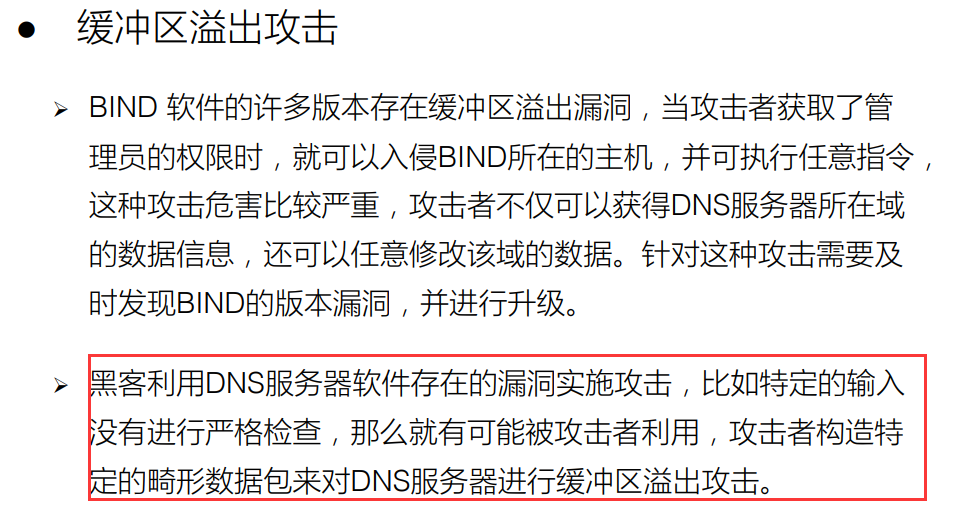 ● 缓冲区溢出攻击
➢ BIND 软件的许多版本存在缓冲区溢出漏洞，当攻击者获取了管
理员的权限时，就可以入侵BIND所在的主机，并可执行任意指令，
这种攻击危害比较严重，攻击者不仅可以获得DNS服务器所在域
的数据信息，还可以任意修改该域的数据。针对这种攻击需要及
时发现BIND的版本漏洞，并进行升级。
➢ 黑客利用DNS服务器软件存在的漏洞实施攻击，比如特定的输入
没有进行严格检查，那么就有可能被攻击者利用，攻击者构造特
定的畸形数据包来对DNS服务器进行缓冲区溢出攻击。